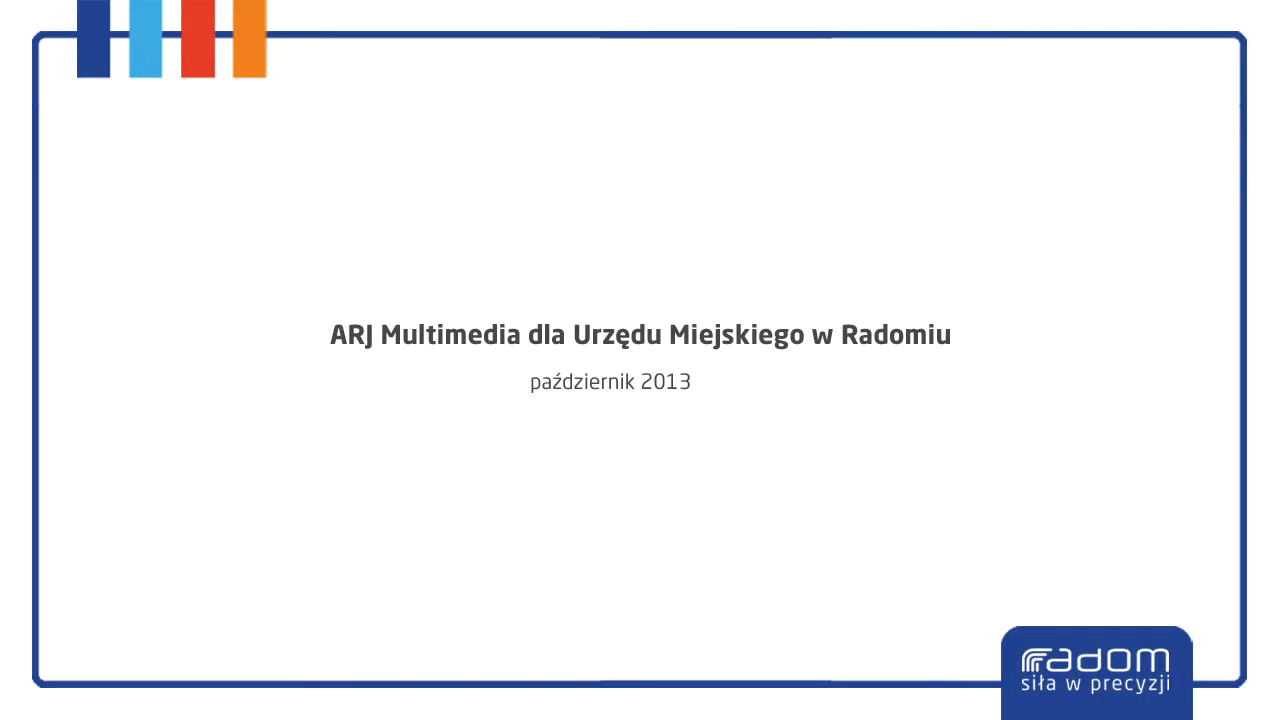 ARJ Multimedia dla Urzędu Miejskiego w Radomiu
październik 2013
radom
siła w precyzji